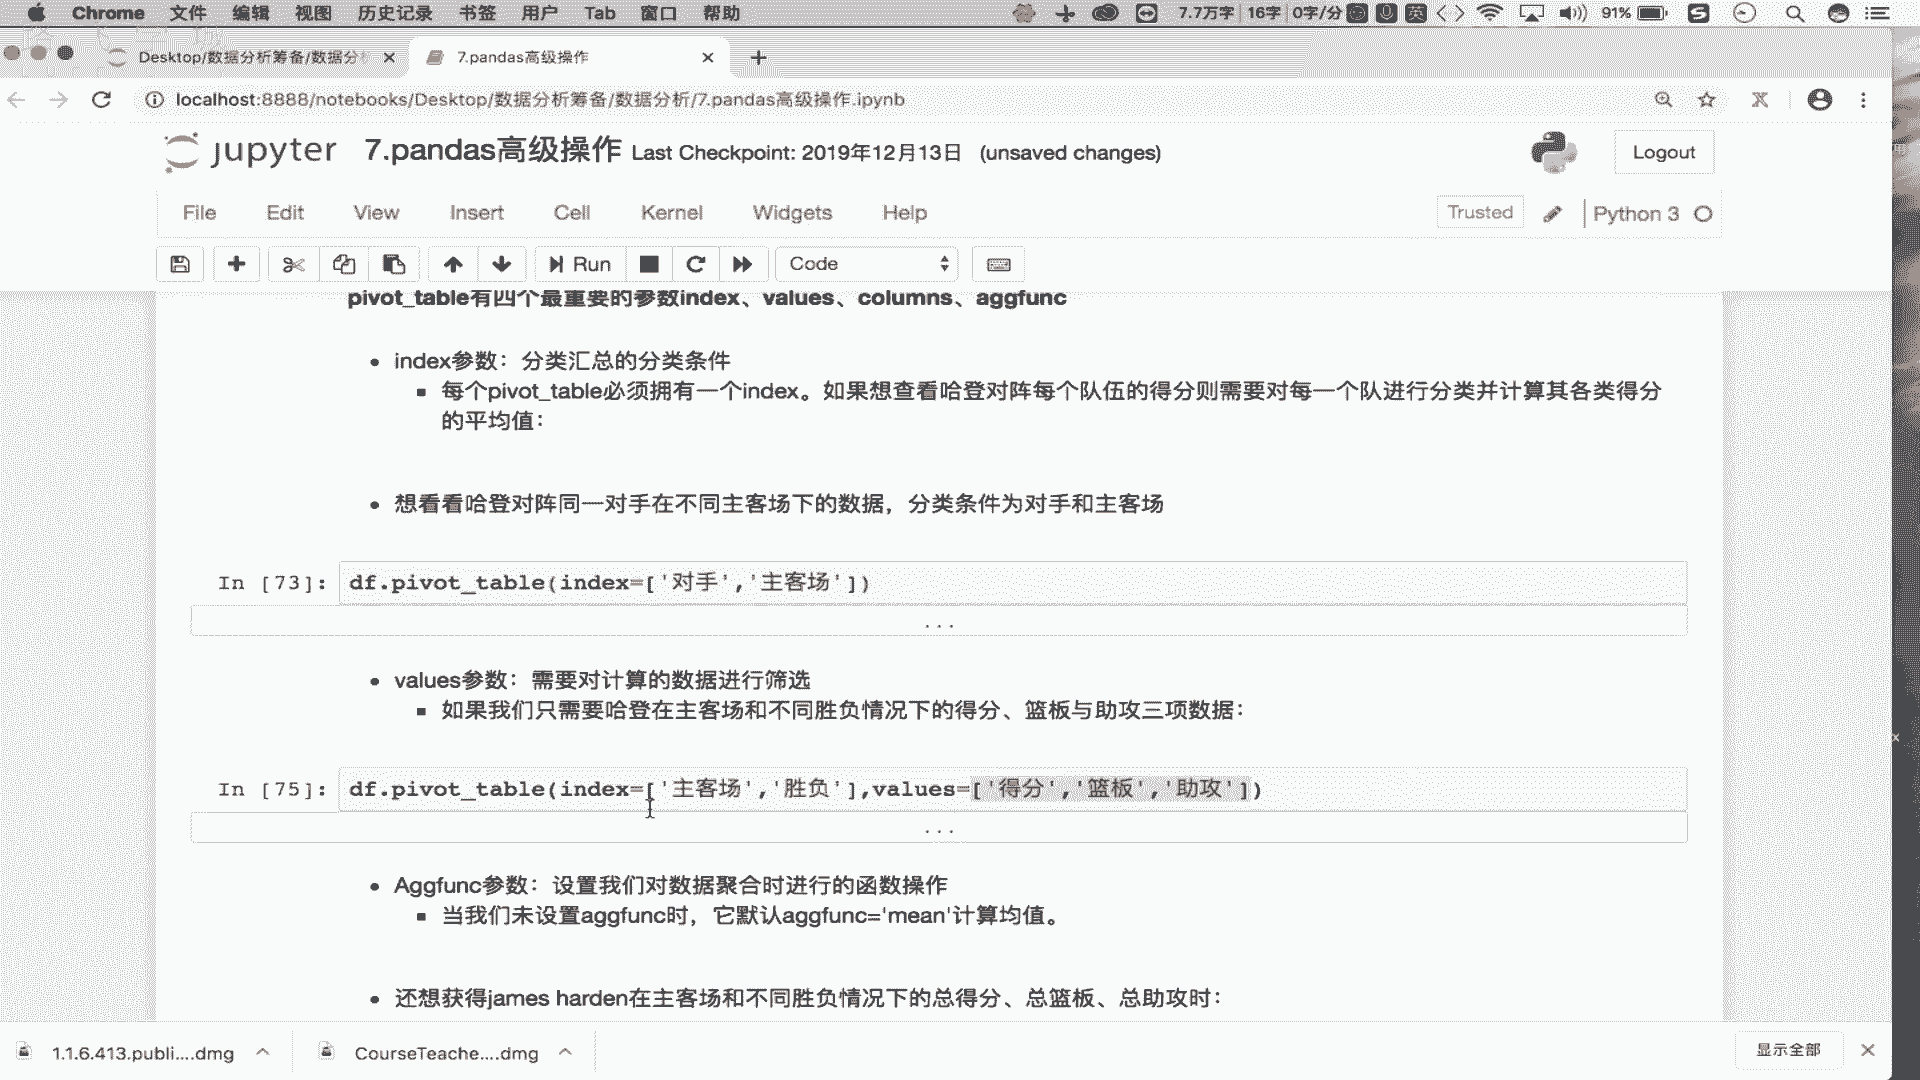 Chrome 文件 编辑 视图 历史记录 书签 用户 Tab 窗口 帮助 7.7万字 16字 0字/分 英 91%
Desktop/数据分析筹备/数据分 7.pandas高级操作
localhost:8888/notebooks/Desktop/数据分析筹备/数据分析/7.pandas高级操作.ipynb
jupyter 7.pandas高级操作 Last Checkpoint: 2019年12月13日 (unsaved changes) Logout
File Edit View Insert Cell Kernel Widgets Help Trusted Python 3
Run Code
pivot_table有四个最重要的参数index、values、columns、aggfunc
index参数：分类汇总的分类条件
每个pivot_table必须拥有一个index。如果想查看哈登对阵每个队伍的得分则需要对每一个队进行分类并计算其各类得分
的平均值：
想看看哈登对阵同一对手在不同主客场下的数据，分类条件为对手和主客场
In [73]: df.pivot_table(index=['对手','主客场'])
...
values参数：需要对计算的数据进行筛选
如果我们只需要哈登在主客场和不同胜负情况下的得分、篮板与助攻三项数据：
In [75]: df.pivot_table(index=['主客场','胜负'],values=['得分','篮板','助攻'])
...
Aggfunc参数：设置我们对数据聚合时进行的函数操作
当我们未设置aggfunc时，它默认aggfunc='mean'计算均值。
还想获得james harden在主客场和不同胜负情况下的总得分、总篮板、总助攻时：
1.1.6.413.publi....dmg CourseTeache....dmg 显示全部